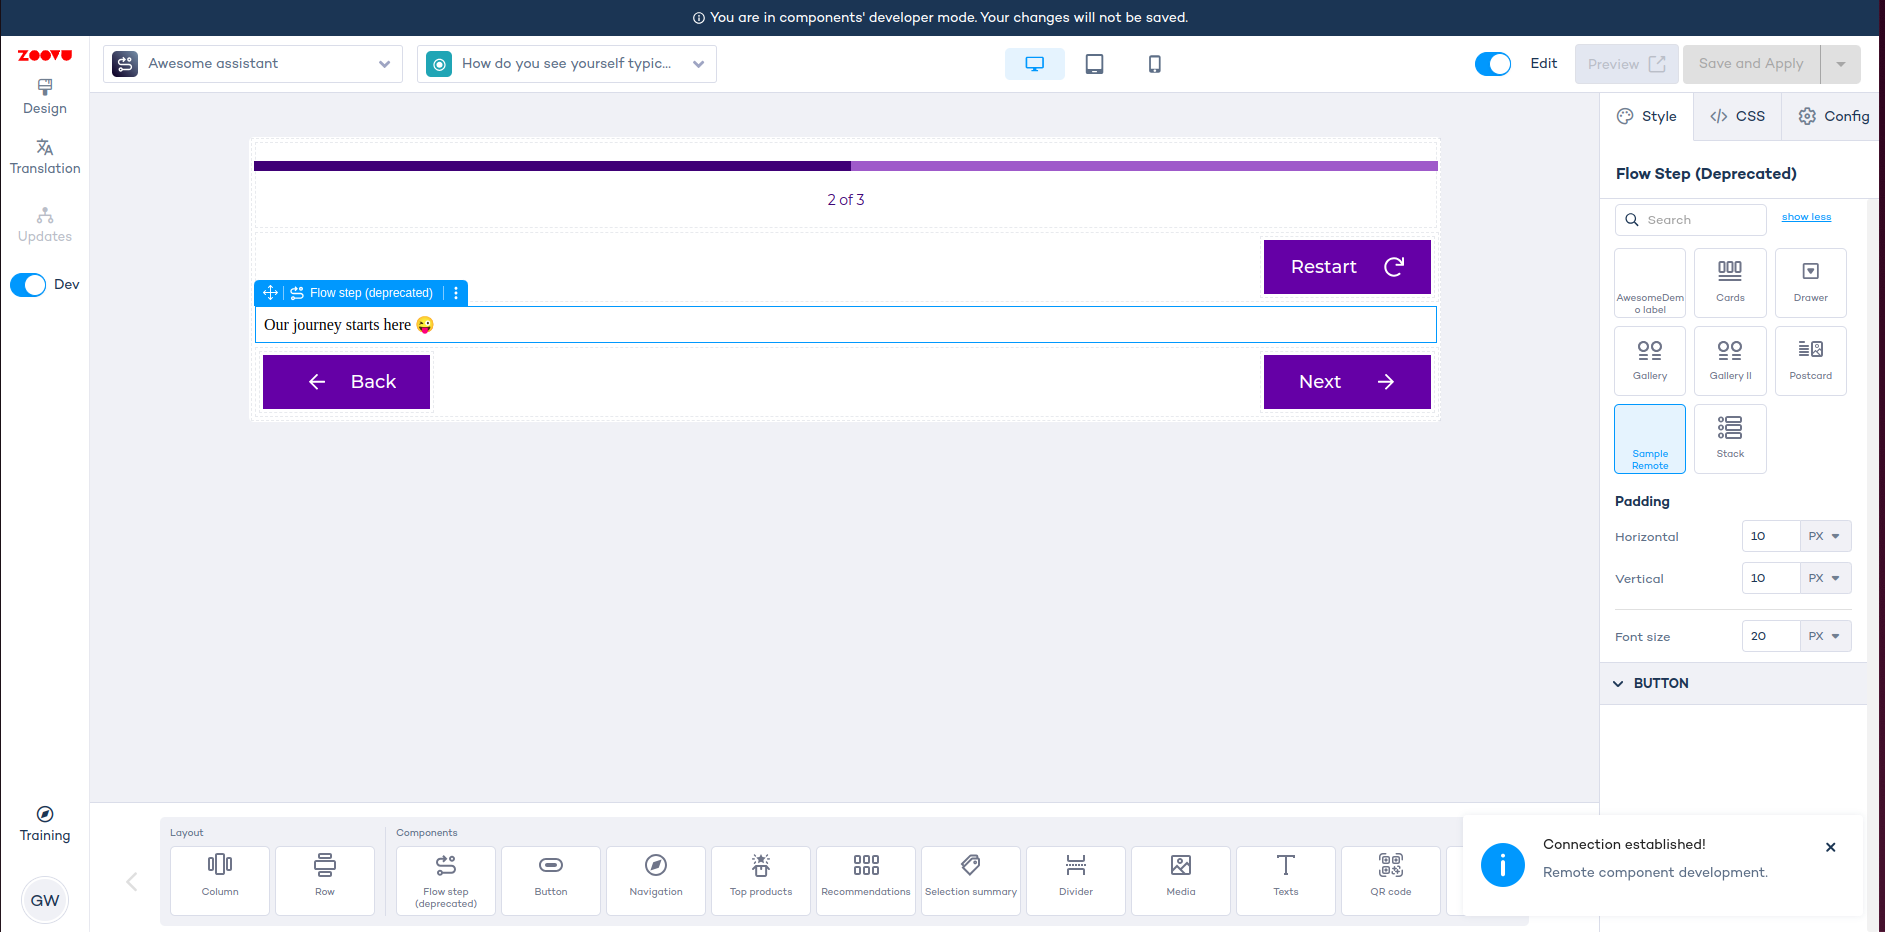 You are in components' developer mode. Your changes will not be saved.
ZOOVU
Awesome assistant
How do you see yourself typic...
Edit
Preview
Save and Apply
Design
Translation
Updates
Dev
Training
GW
2 of 3
Restart
Flow step (deprecated)
Our journey starts here 😜
Back
Next
Style
CSS
Config
Flow Step (Deprecated)
Search
show less
AwesomeDem
o label
Cards
Drawer
Gallery
Gallery II
Postcard
Sample
Remote
Stack
Padding
Horizontal
10
PX
Vertical
10
PX
Font size
20
PX
BUTTON
Layout
Column
Row
Components
Flow step
(deprecated)
Button
Navigation
Top products
Recommendations
Selection summary
Divider
Media
Texts
QR code
Connection established!
Remote component development.